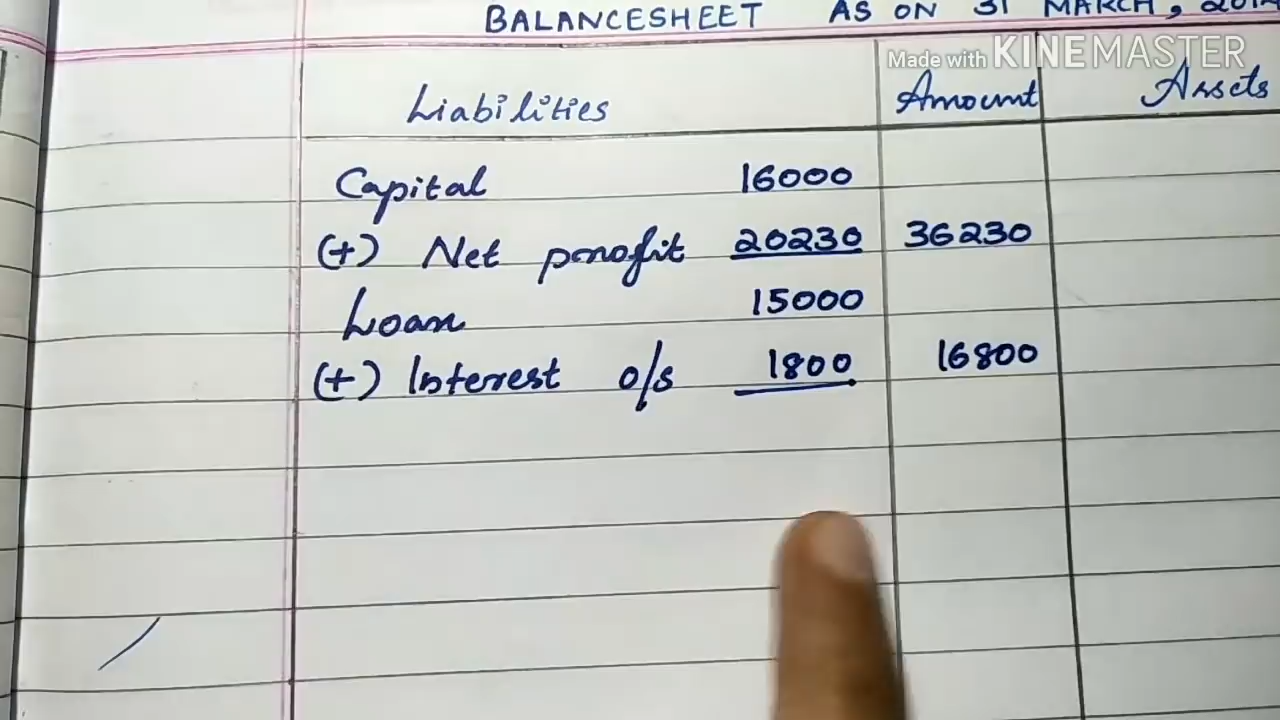 BALANCESHEET AS ON 31 MARCH,
Made with KINEMASTER
Liabilities Amount Assets
Capital 16000
(+) Net profit 20230 36230
Loan 15000
(+) Interest o/s 1800 16800